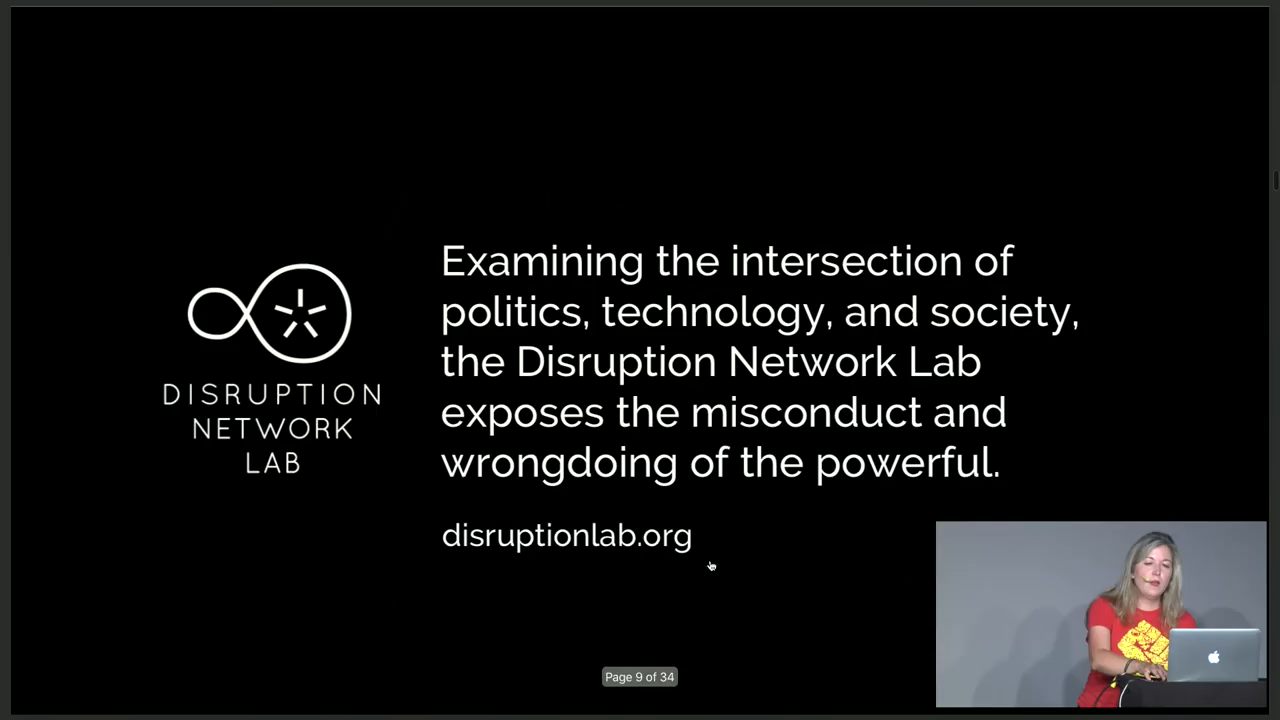 Examining the intersection of
politics, technology, and society,
the Disruption Network Lab
exposes the misconduct and
wrongdoing of the powerful.
disruptionlab.org
DISRUPTION
NETWORK
LAB
Page 9 of 34